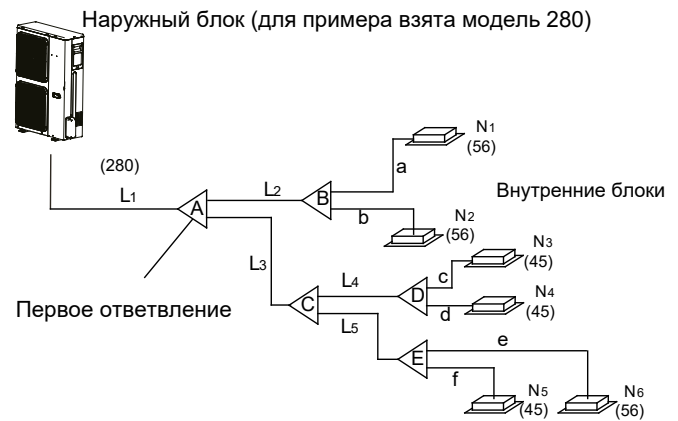 Наружный блок (для примера взята модель 280)
(280)
L1
A
L2
B
a
b
N1
(56)
N2
(56)
Внутренние блоки
L3
Первое ответвление
C
L4
L5
D
c
d
N3
(45)
N4
(45)
E
e
f
N5
(45)
N6
(56)